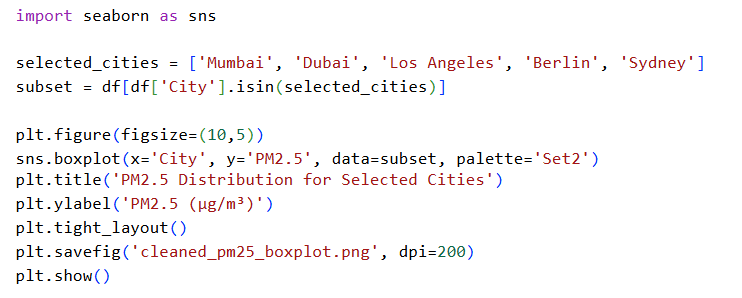 import seaborn as sns
selected_cities = ['Mumbai', 'Dubai', 'Los Angeles', 'Berlin', 'Sydney']
subset = df[df['City'].isin(selected_cities)]
plt.figure(figsize=(10,5))
sns.boxplot(x='City', y='PM2.5', data=subset, palette='Set2')
plt.title('PM2.5 Distribution for Selected Cities')
plt.ylabel('PM2.5 (µg/m³)')
plt.tight_layout()
plt.savefig('cleaned_pm25_boxplot.png', dpi=200)
plt.show()